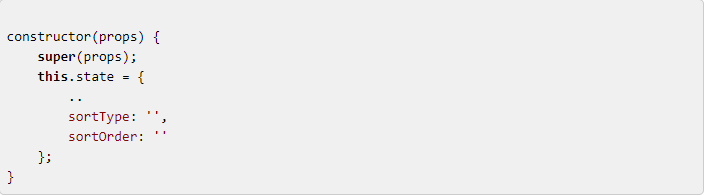 constructor(props) {
    super(props);
    this.state = {
        ..
        sortType: '',
        sortOrder: ''
    };
}